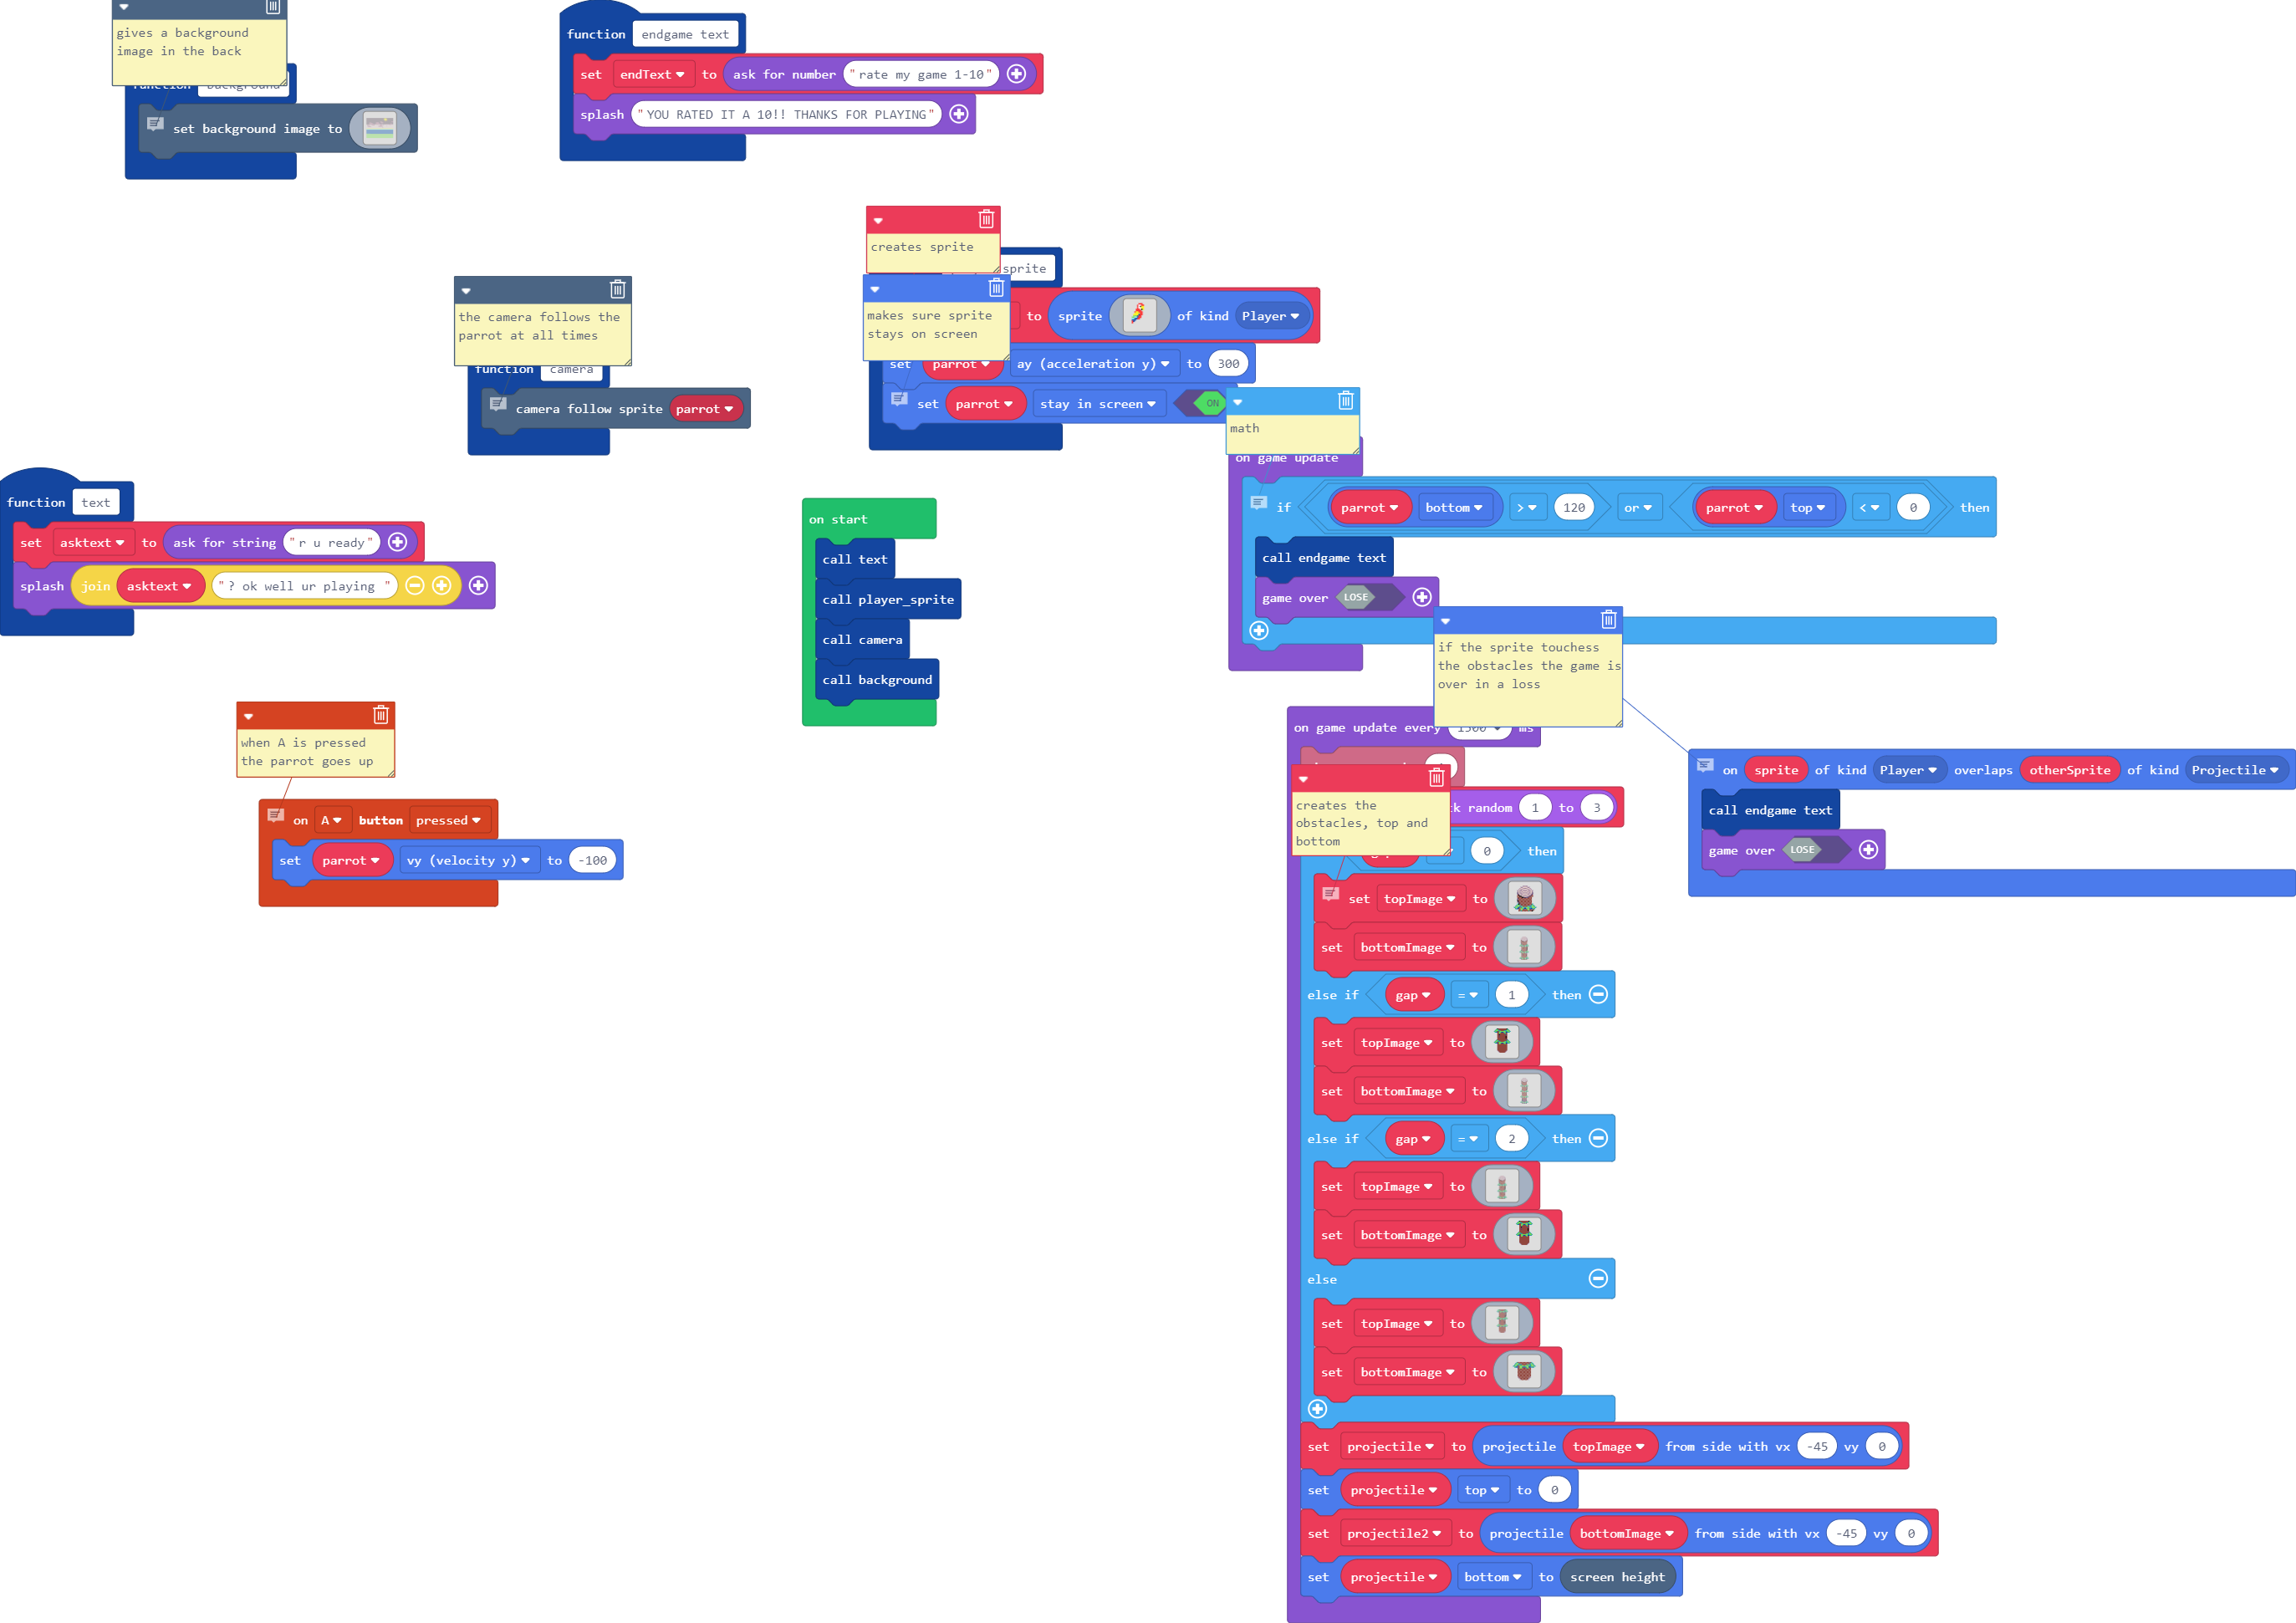 gives a background
image in the back
function background
set background image to
function endgame text
set endText to ask for number "rate my game 1-10"
splash "YOU RATED IT A 10!! THANKS FOR PLAYING"
creates sprite
sprite
makes sure sprite
stays on screen
to sprite of kind Player
set parrot ay (acceleration y) to 300
set parrot stay in screen ON
the camera follows the
parrot at all times
function camera
camera follow sprite parrot
math
on game update
if parrot bottom > 120 or parrot top < 0 then
call endgame text
game over LOSE
function text
set asktext to ask for string "r u ready"
splash join asktext "? ok well ur playing "
on start
call text
call player_sprite
call camera
call background
if the sprite touchess
the obstacles the game is
over in a loss
when A is pressed
the parrot goes up
on A button pressed
set parrot vy (velocity y) to -100
on game update every 1500 ms
creates the
obstacles, top and
bottom
random 1 to 3
0 then
set topImage to
set bottomImage to
else if gap = 1 then
set topImage to
set bottomImage to
else if gap = 2 then
set topImage to
set bottomImage to
else
set topImage to
set bottomImage to
set projectile to projectile topImage from side with vx -45 vy 0
set projectile top to 0
set projectile2 to projectile bottomImage from side with vx -45 vy 0
set projectile bottom to screen height
on sprite of kind Player overlaps otherSprite of kind Projectile
call endgame text
game over LOSE